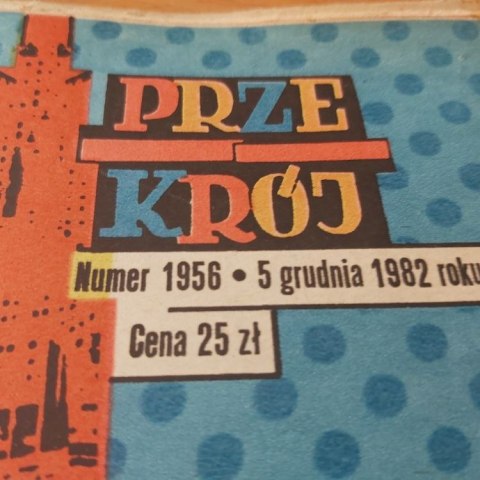 PRZE
KRÓJ
Numer 1956 • 5 grudnia 1982 roku
Cena 25 zł